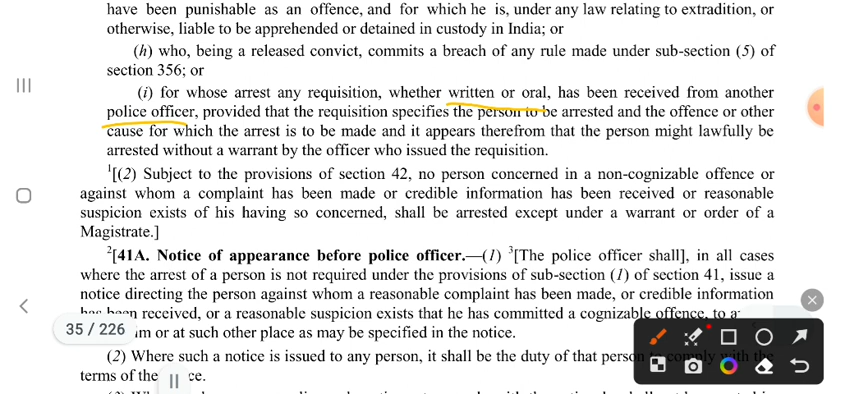 have been punishable as an offence, and for which he is, under any law relating to extradition, or
otherwise, liable to be apprehended or detained in custody in India; or
(h) who, being a released convict, commits a breach of any rule made under sub-section (5) of
section 356; or
(i) for whose arrest any requisition, whether written or oral, has been received from another
police officer, provided that the requisition specifies the person to be arrested and the offence or other
cause for which the arrest is to be made and it appears therefrom that the person might lawfully be
arrested without a warrant by the officer who issued the requisition.
1[(2) Subject to the provisions of section 42, no person concerned in a non-cognizable offence or
against whom a complaint has been made or credible information has been received or reasonable
suspicion exists of his having so concerned, shall be arrested except under a warrant or order of a
Magistrate.]
2[41A. Notice of appearance before police officer.—(1) 3[The police officer shall], in all cases
where the arrest of a person is not required under the provisions of sub-section (1) of section 41, issue a
notice directing the person against whom a reasonable complaint has been made, or credible information
has been received, or a reasonable suspicion exists that he has committed a cognizable offence, to
35 / 226
or at such other place as may be specified in the notice.
(2) Where such a notice is issued to any person, it shall be the duty of that person to comply with the
terms of the